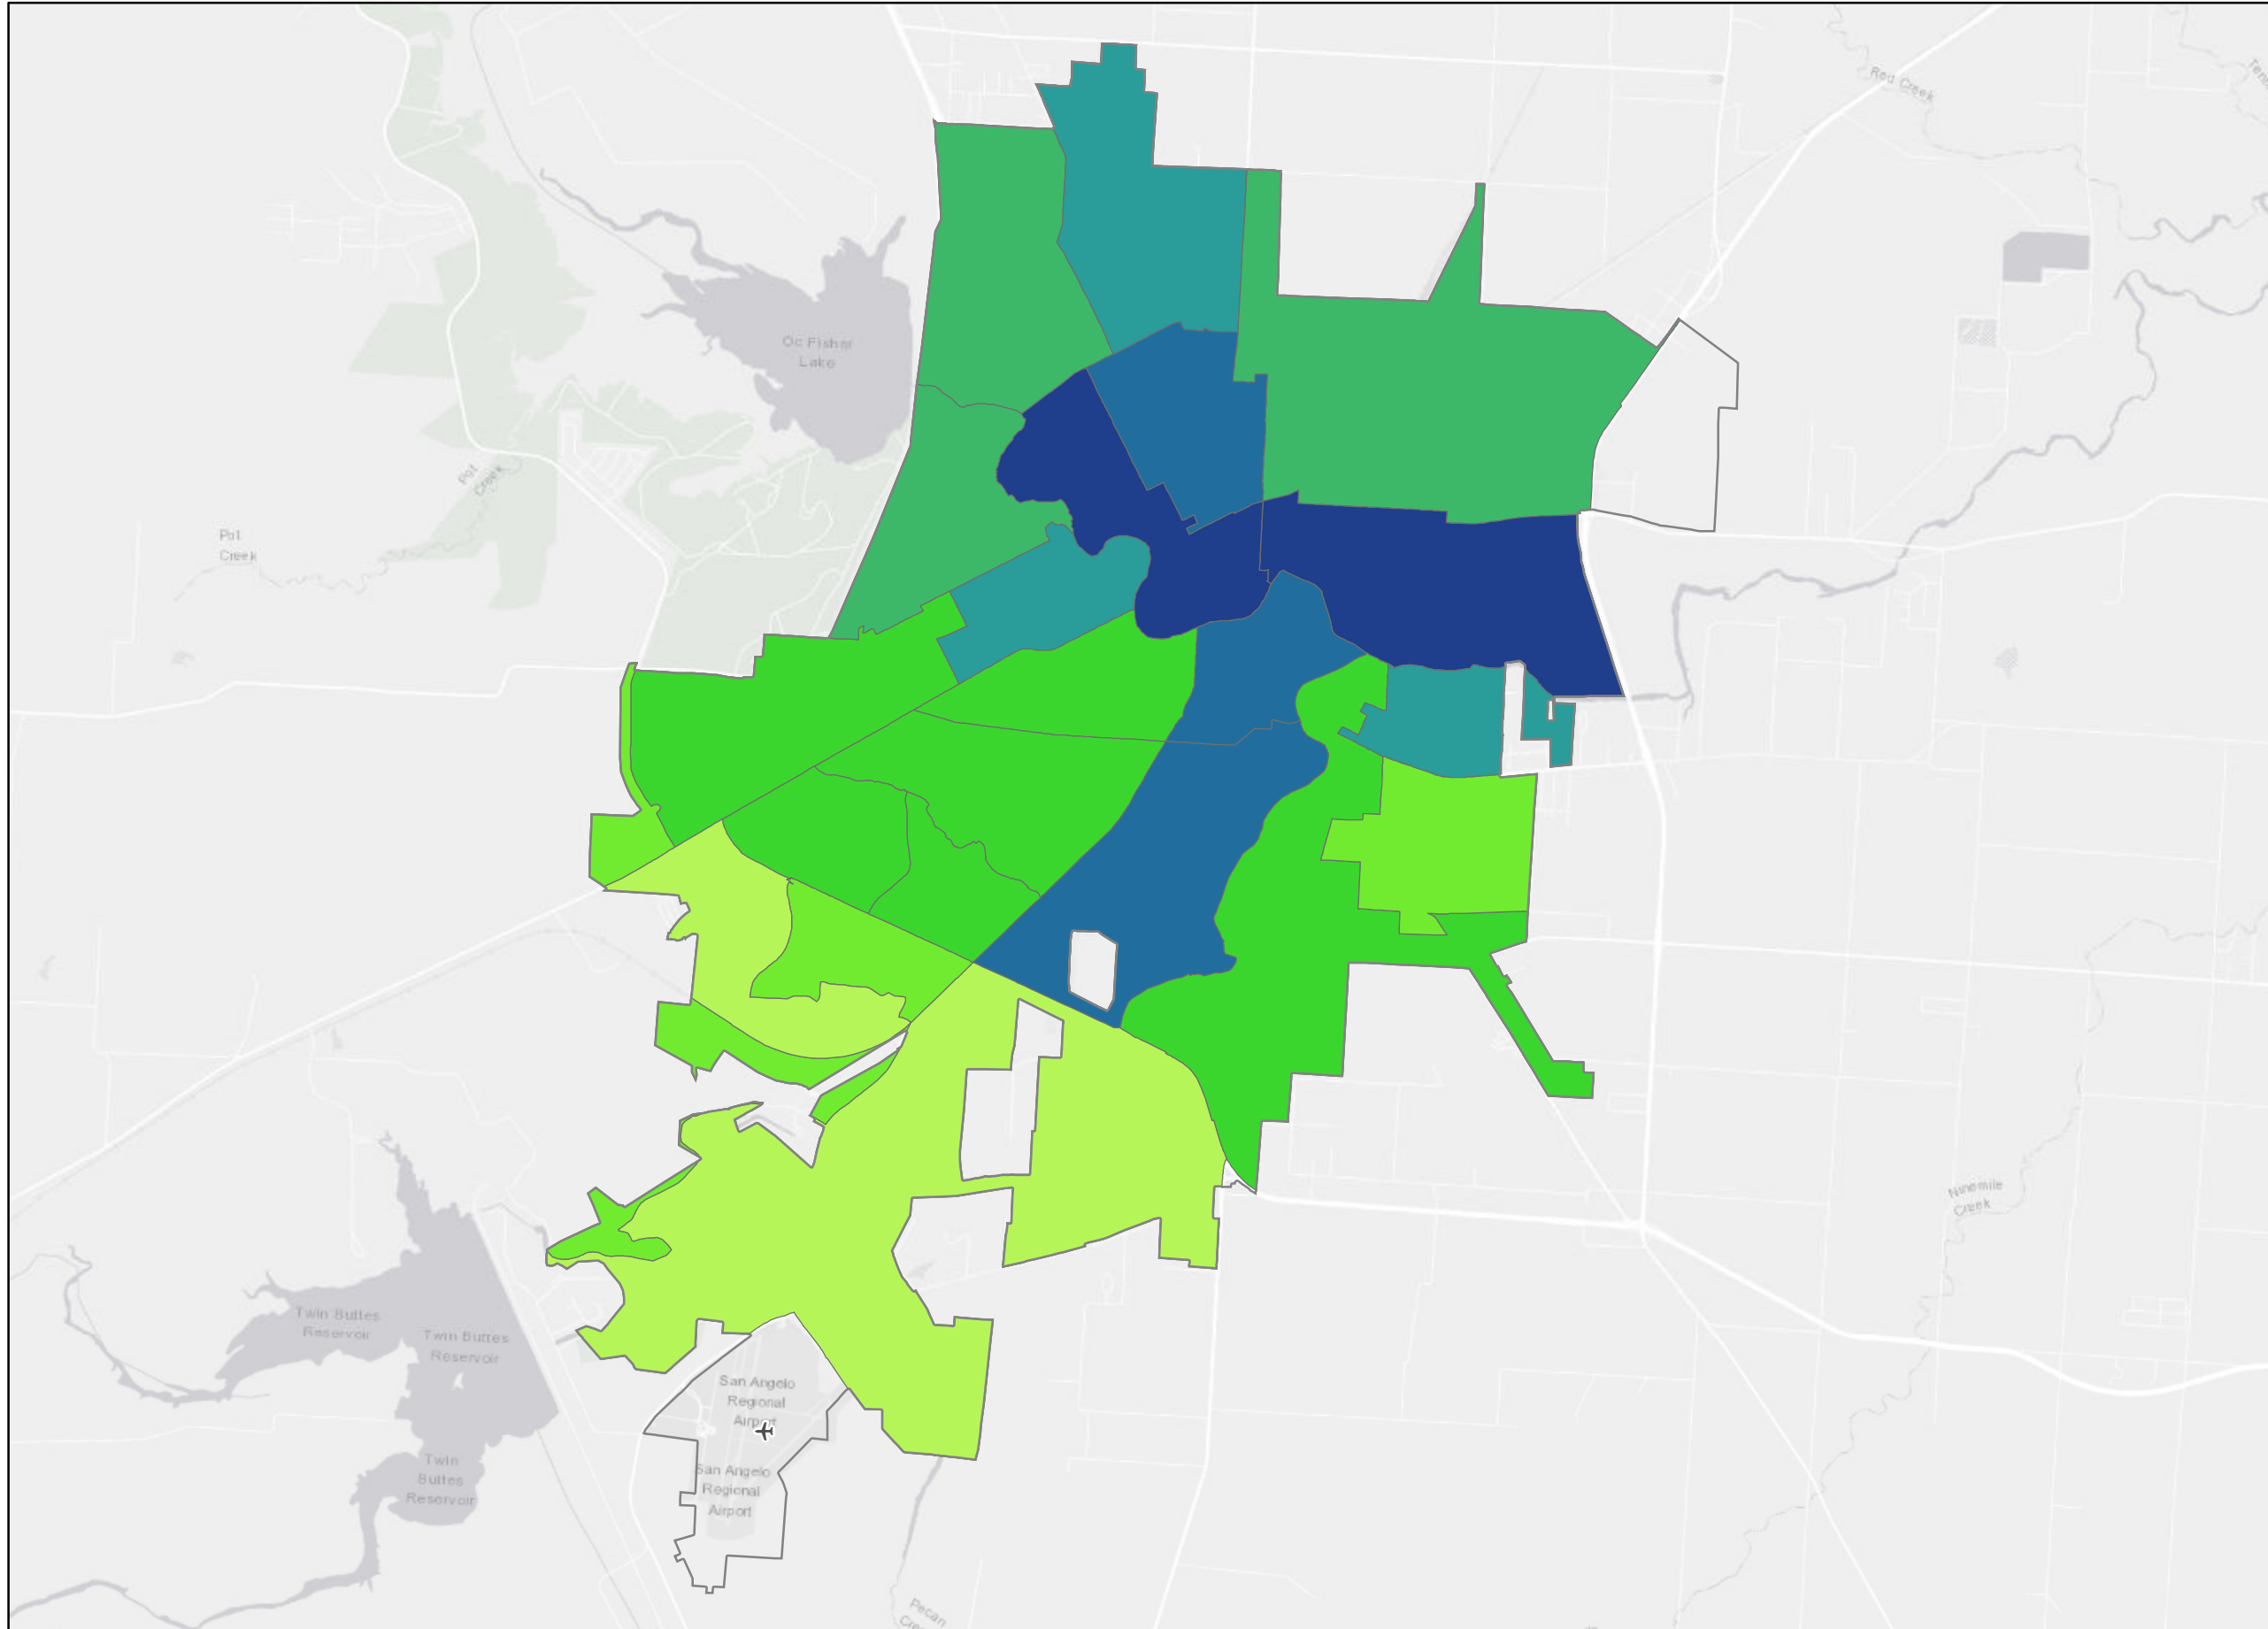 Red Creek
Oc Fisher
Lake
Pot
Creek
Pot
Creek
Ninemile
Creek
Twin Buttes
Reservoir
Twin Buttes
Reservoir
San Angelo
Regional
Airport
Twin
Buttes
Reservoir
San Angelo
Regional
Airport
Pecan